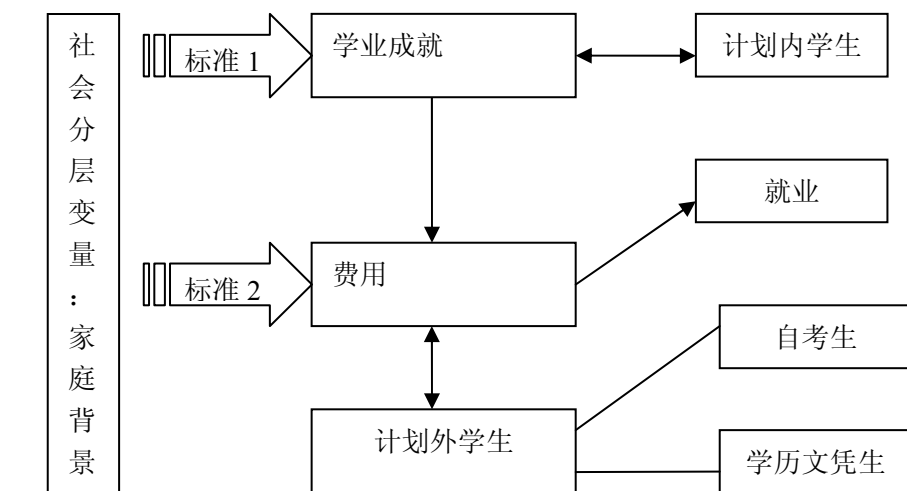 社会分层变量：家庭背景
标准 1
学业成就
计划内学生
就业
标准 2
费用
自考生
计划外学生
学历文凭生